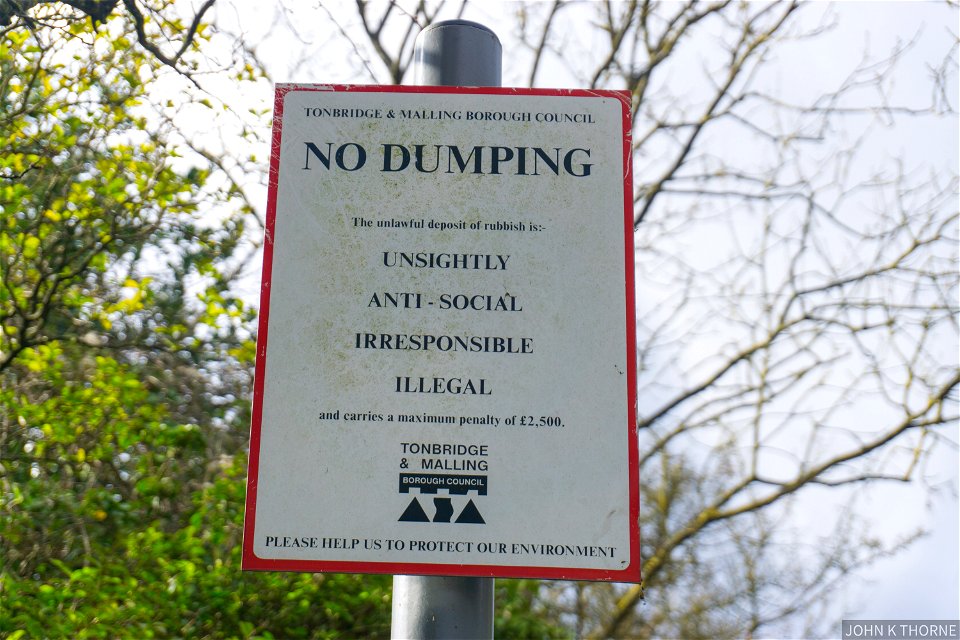 TONBRIDGE & MALLING BOROUGH COUNCIL
NO DUMPING
The unlawful deposit of rubbish is:-
UNSIGHTLY
ANTI - SOCIAL
IRRESPONSIBLE
ILLEGAL
and carries a maximum penalty of £2,500.
TONBRIDGE
& MALLING
BOROUGH COUNCIL
PLEASE HELP US TO PROTECT OUR ENVIRONMENT
JOHN K THORNE